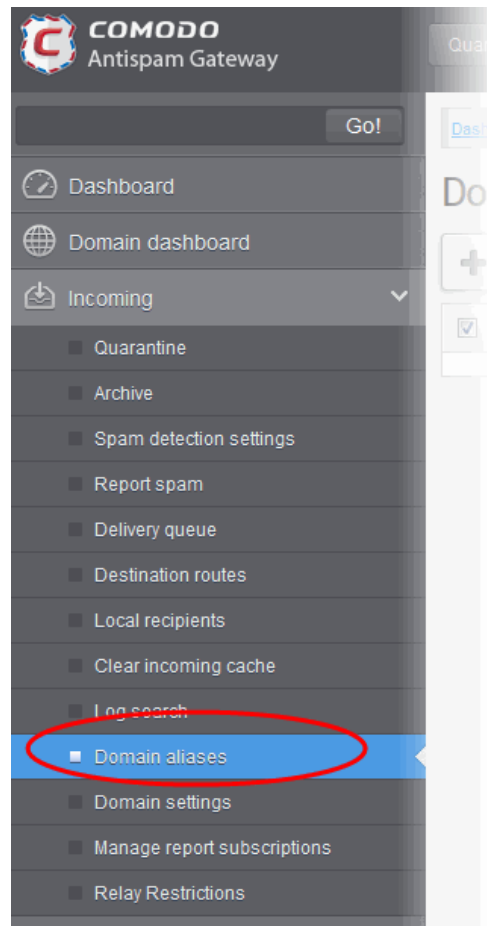 COMODO
Antispam Gateway
Go!
Dashboard
Domain dashboard
Incoming
Quarantine
Archive
Spam detection settings
Report spam
Delivery queue
Destination routes
Local recipients
Clear incoming cache
Log search
Domain aliases
Domain settings
Manage report subscriptions
Relay Restrictions